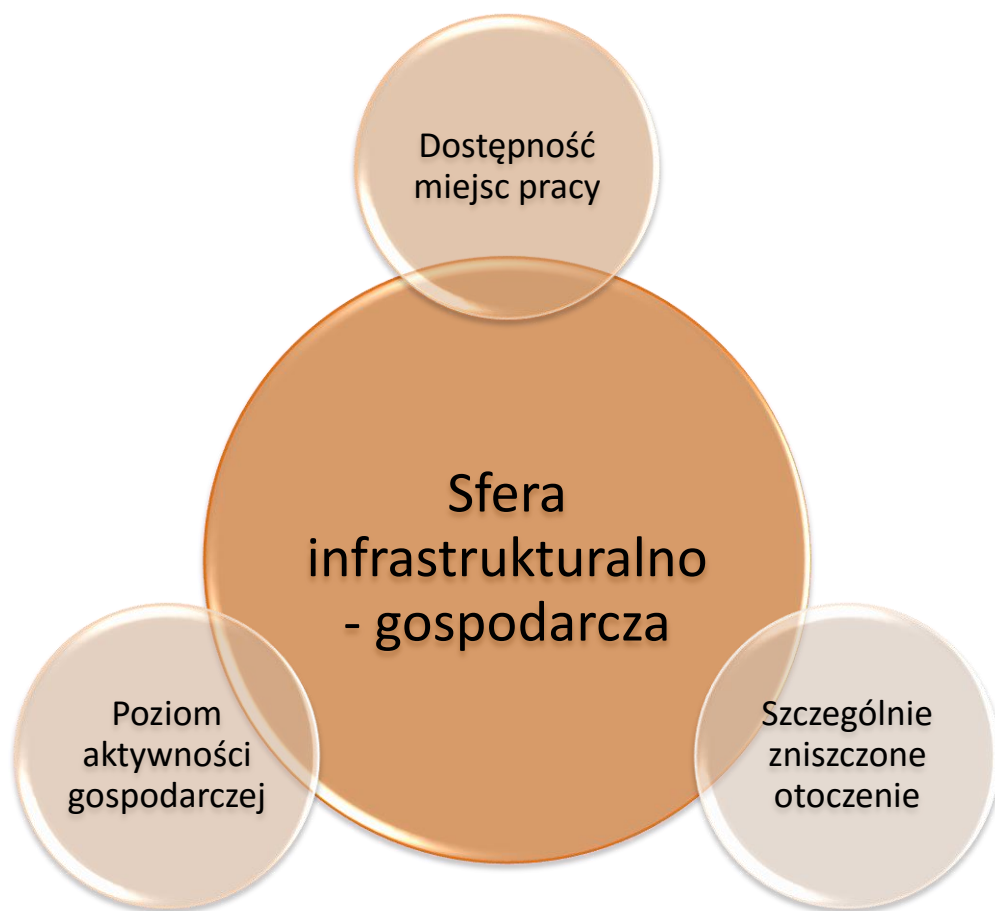 Dostępność
miejsc pracy
Sfera
infrastrukturalno
- gospodarcza
Poziom
aktywności
gospodarczej
Szczególnie
zniszczone
otoczenie